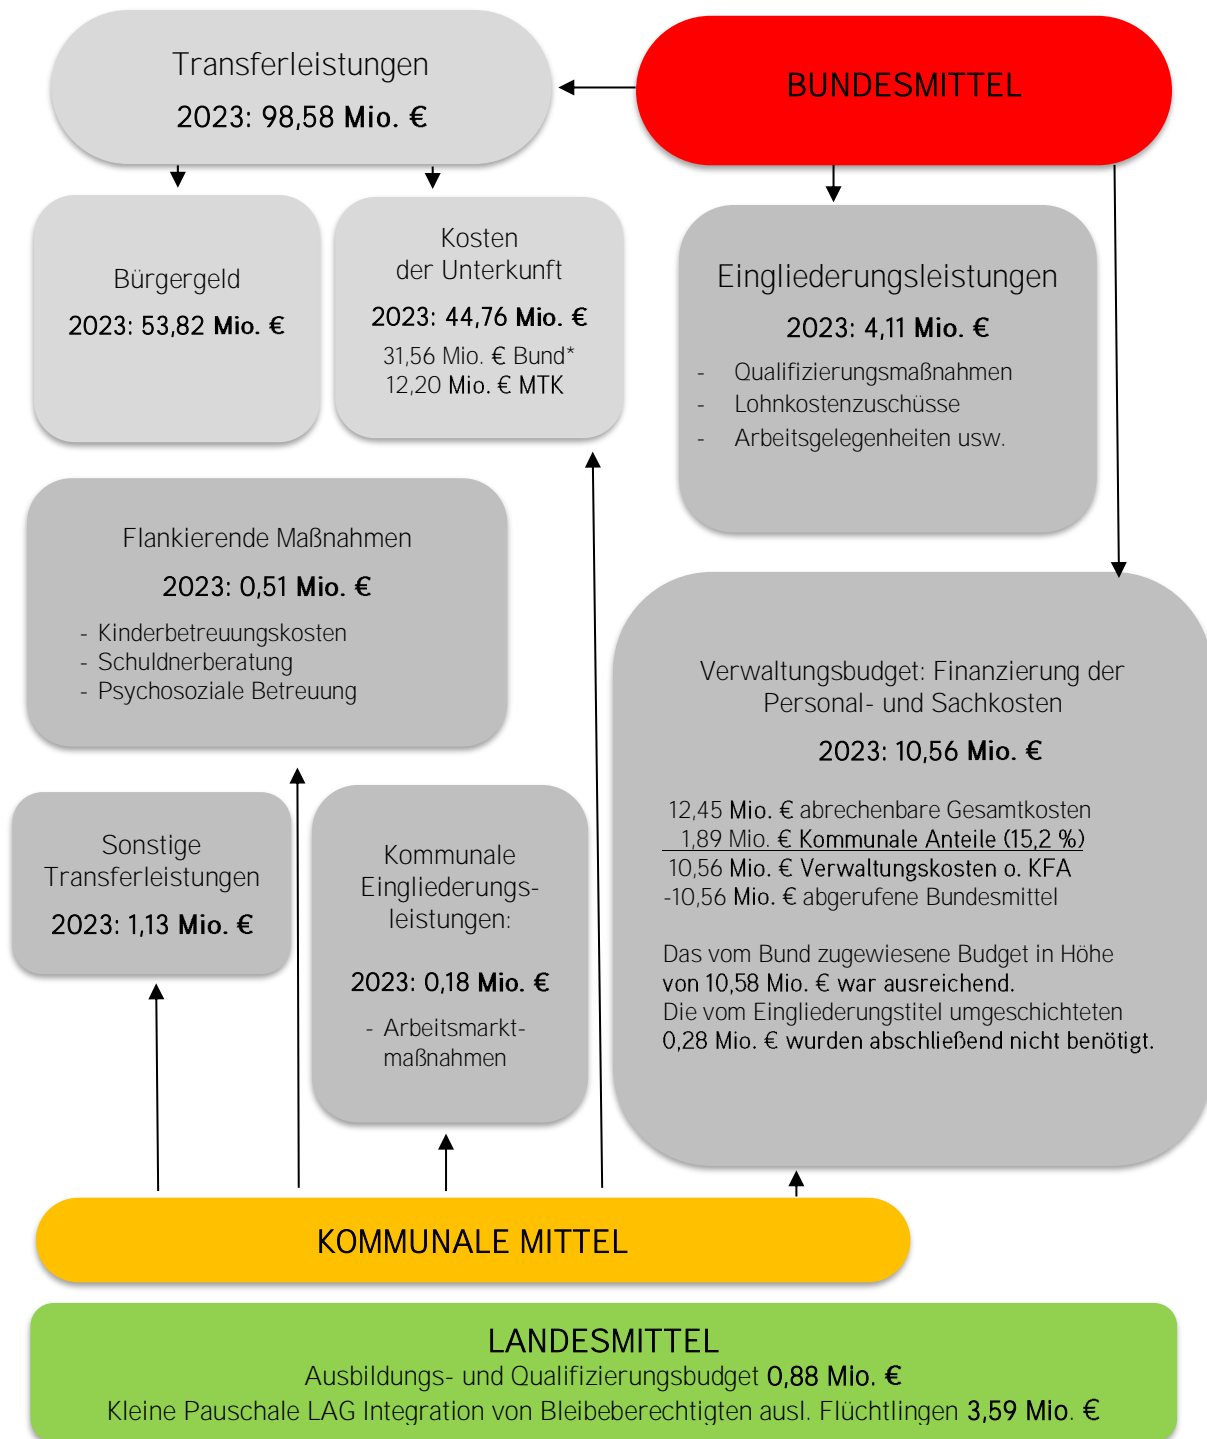 Transferleistungen
2023: 98,58 Mio. €
BUNDESMITTEL
Bürgergeld
2023: 53,82 Mio. €
Kosten
der Unterkunft
2023: 44,76 Mio. €
31,56 Mio. € Bund*
12,20 Mio. € MTK
Eingliederungsleistungen
2023: 4,11 Mio. €
- Qualifizierungsmaßnahmen
- Lohnkostenzuschüsse
- Arbeitsgelegenheiten usw.
Flankierende Maßnahmen
2023: 0,51 Mio. €
- Kinderbetreuungskosten
- Schuldnerberatung
- Psychosoziale Betreuung
Verwaltungsbudget: Finanzierung der
Personal- und Sachkosten
2023: 10,56 Mio. €
12,45 Mio. € abrechenbare Gesamtkosten
1,89 Mio. € Kommunale Anteile (15,2 %)
10,56 Mio. € Verwaltungskosten o. KFA
-10,56 Mio. € abgerufene Bundesmittel
Das vom Bund zugewiesene Budget in Höhe
von 10,58 Mio. € war ausreichend.
Die vom Eingliederungstitel umgeschichteten
0,28 Mio. € wurden abschließend nicht benötigt.
Sonstige
Transferleistungen
2023: 1,13 Mio. €
Kommunale
Eingliederungs-
leistungen:
2023: 0,18 Mio. €
- Arbeitsmarkt-
maßnahmen
KOMMUNALE MITTEL
LANDESMITTEL
Ausbildungs- und Qualifizierungsbudget 0,88 Mio. €
Kleine Pauschale LAG Integration von Bleibeberechtigten ausl. Flüchtlingen 3,59 Mio. €